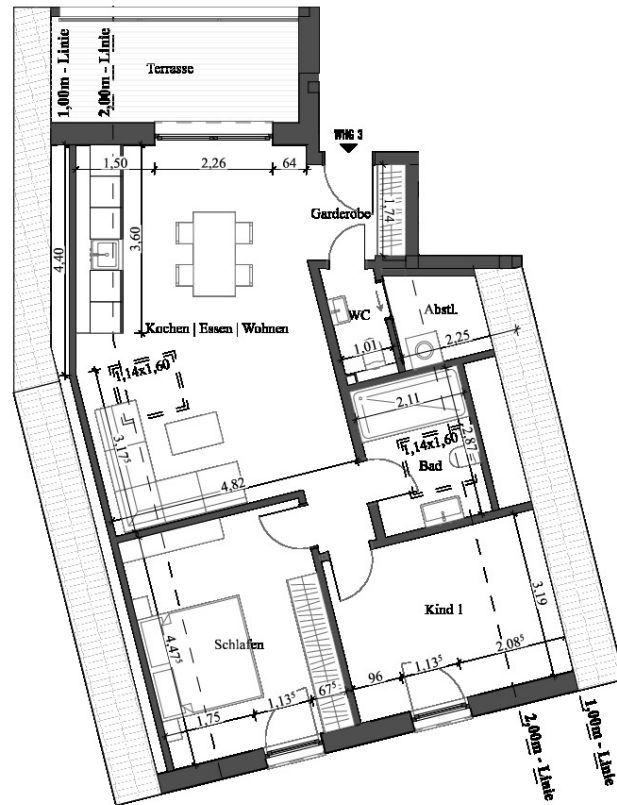 1,00m - Linie
2,00m - Linie
Terrasse
WHG 3
1,50
2,26
64
Garderobe
1,74
3,60
4,40
Kochen | Essen | Wohnen
WC
Abstl.
1,01
2,25
1,14x1,60
2,11
3,17⁵
1,14x1,60
2,87
Bad
4,82
Schlafen
Kind 1
3,19
4,47⁵
1,75
1,13⁵
67⁵
96
1,13⁵
2,08⁵
2,00m - Linie
1,00m - Linie